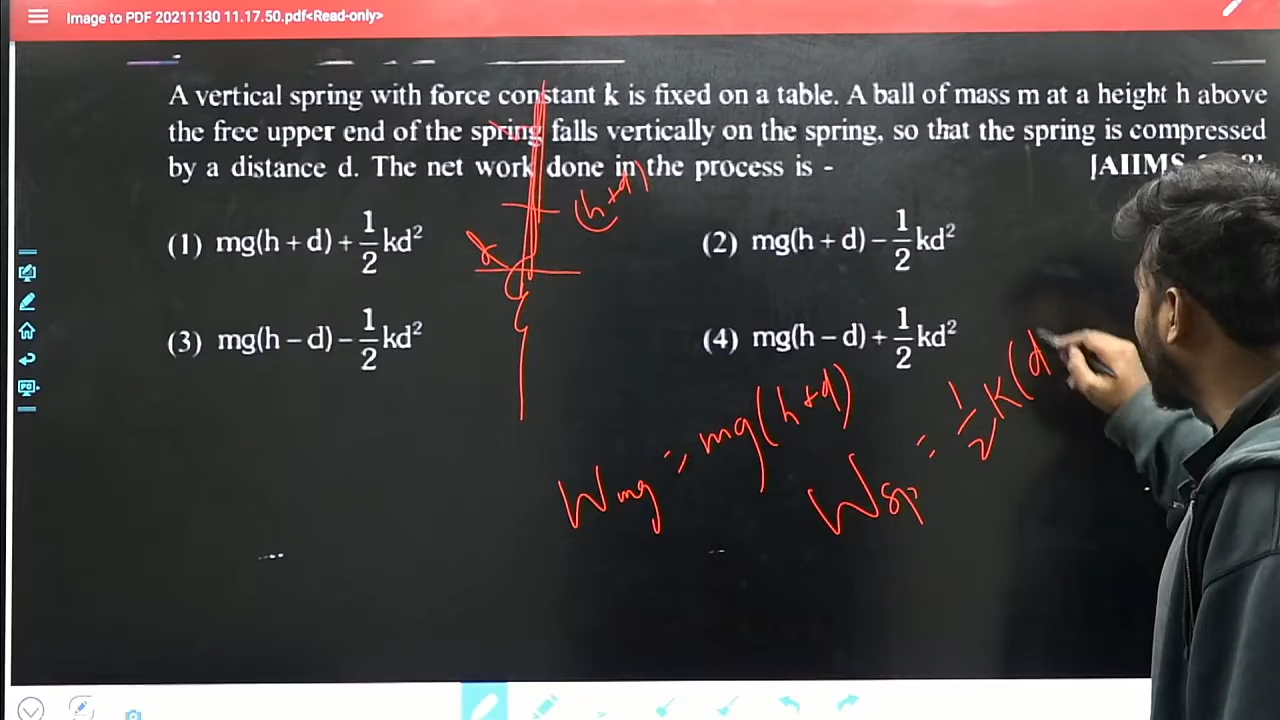 Image to PDF 20211130 11.17.50.pdf<Read-only>
A vertical spring with force constant k is fixed on a table. A ball of mass m at a height h above
the free upper end of the spring falls vertically on the spring, so that the spring is compressed
by a distance d. The net work done in the process is -
[AIIMS
(1) mg(h + d) + 1/2 kd²
(2) mg(h + d) − 1/2 kd²
(3) mg(h − d) − 1/2 kd²
(4) mg(h − d) + 1/2 kd²
(h+d)
Wmg = mg(h+d)
Wsp = 1/2 K(d